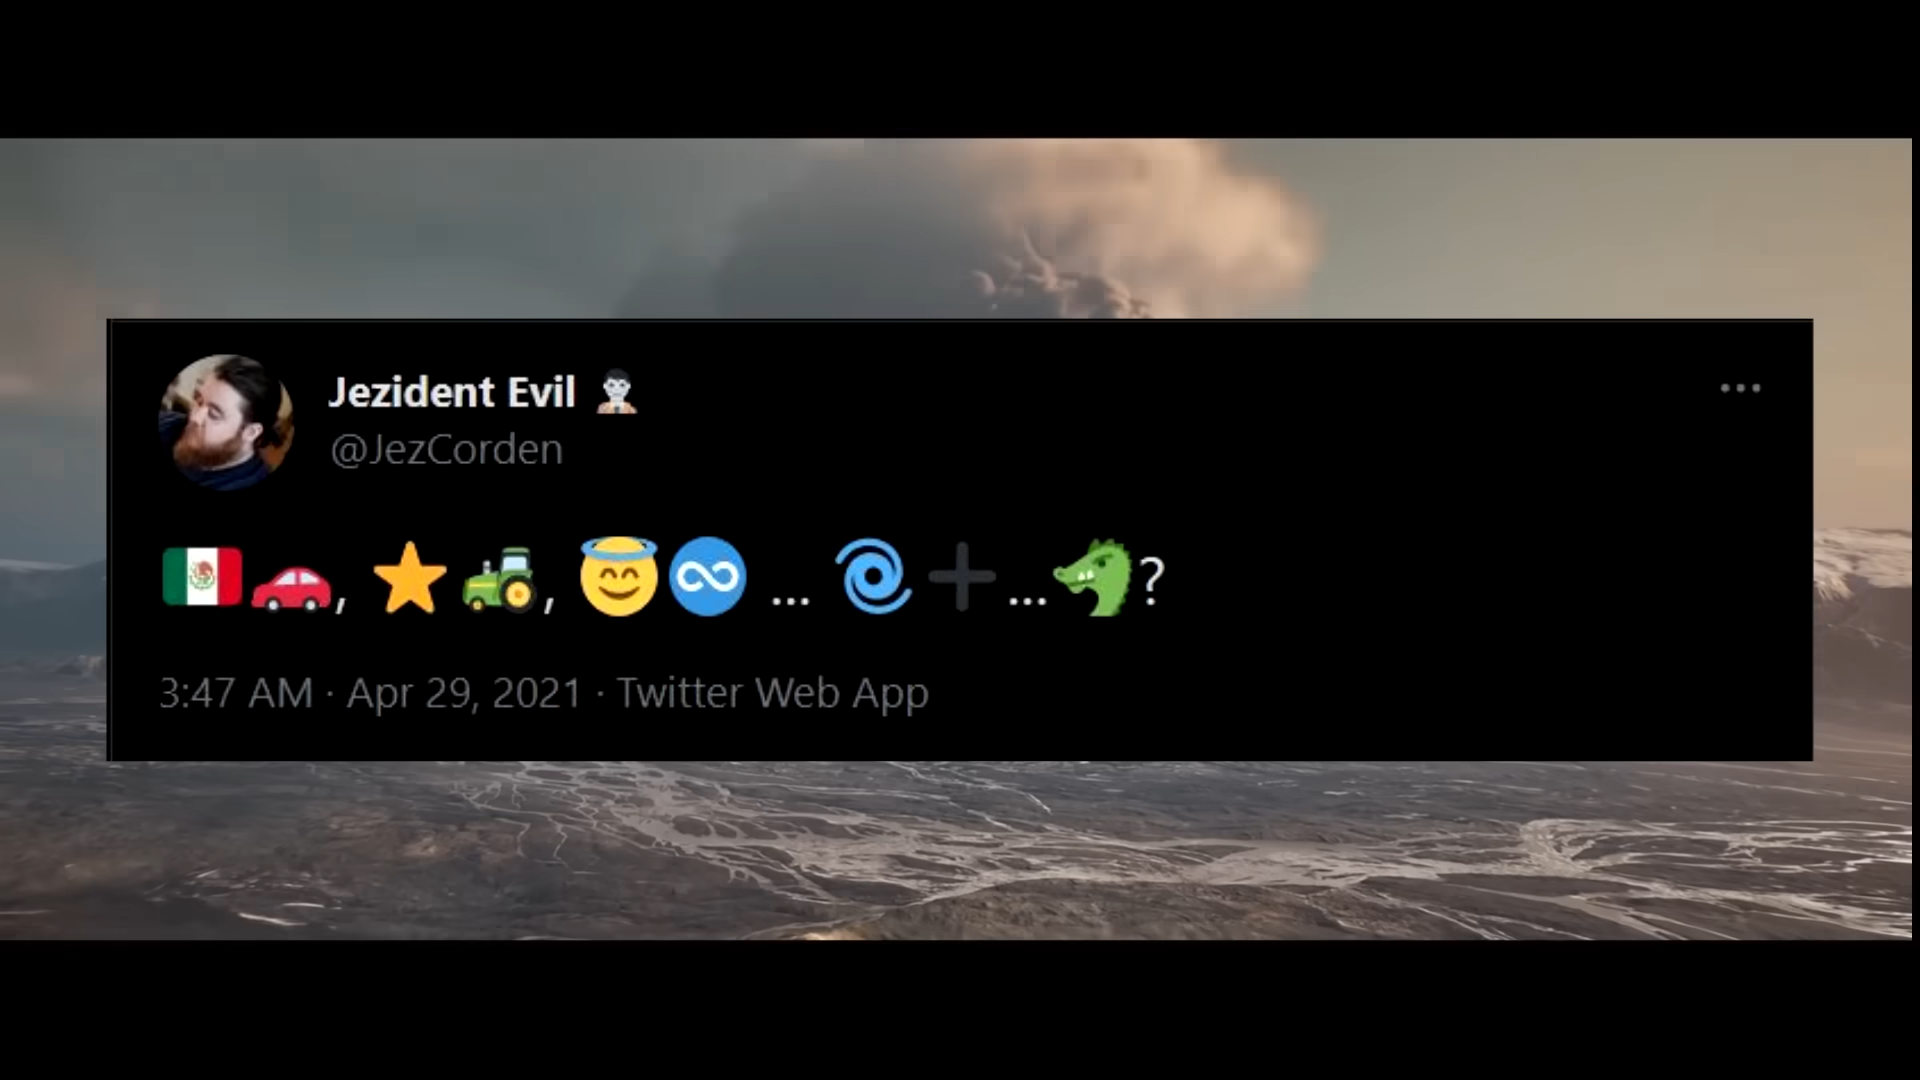 Jezident Evil 🧛🏻‍♂️
@JezCorden
🇲🇽🚗, ⭐🚜, 😇♾️ ... 🌀➕...🐲?
3:47 AM · Apr 29, 2021 · Twitter Web App